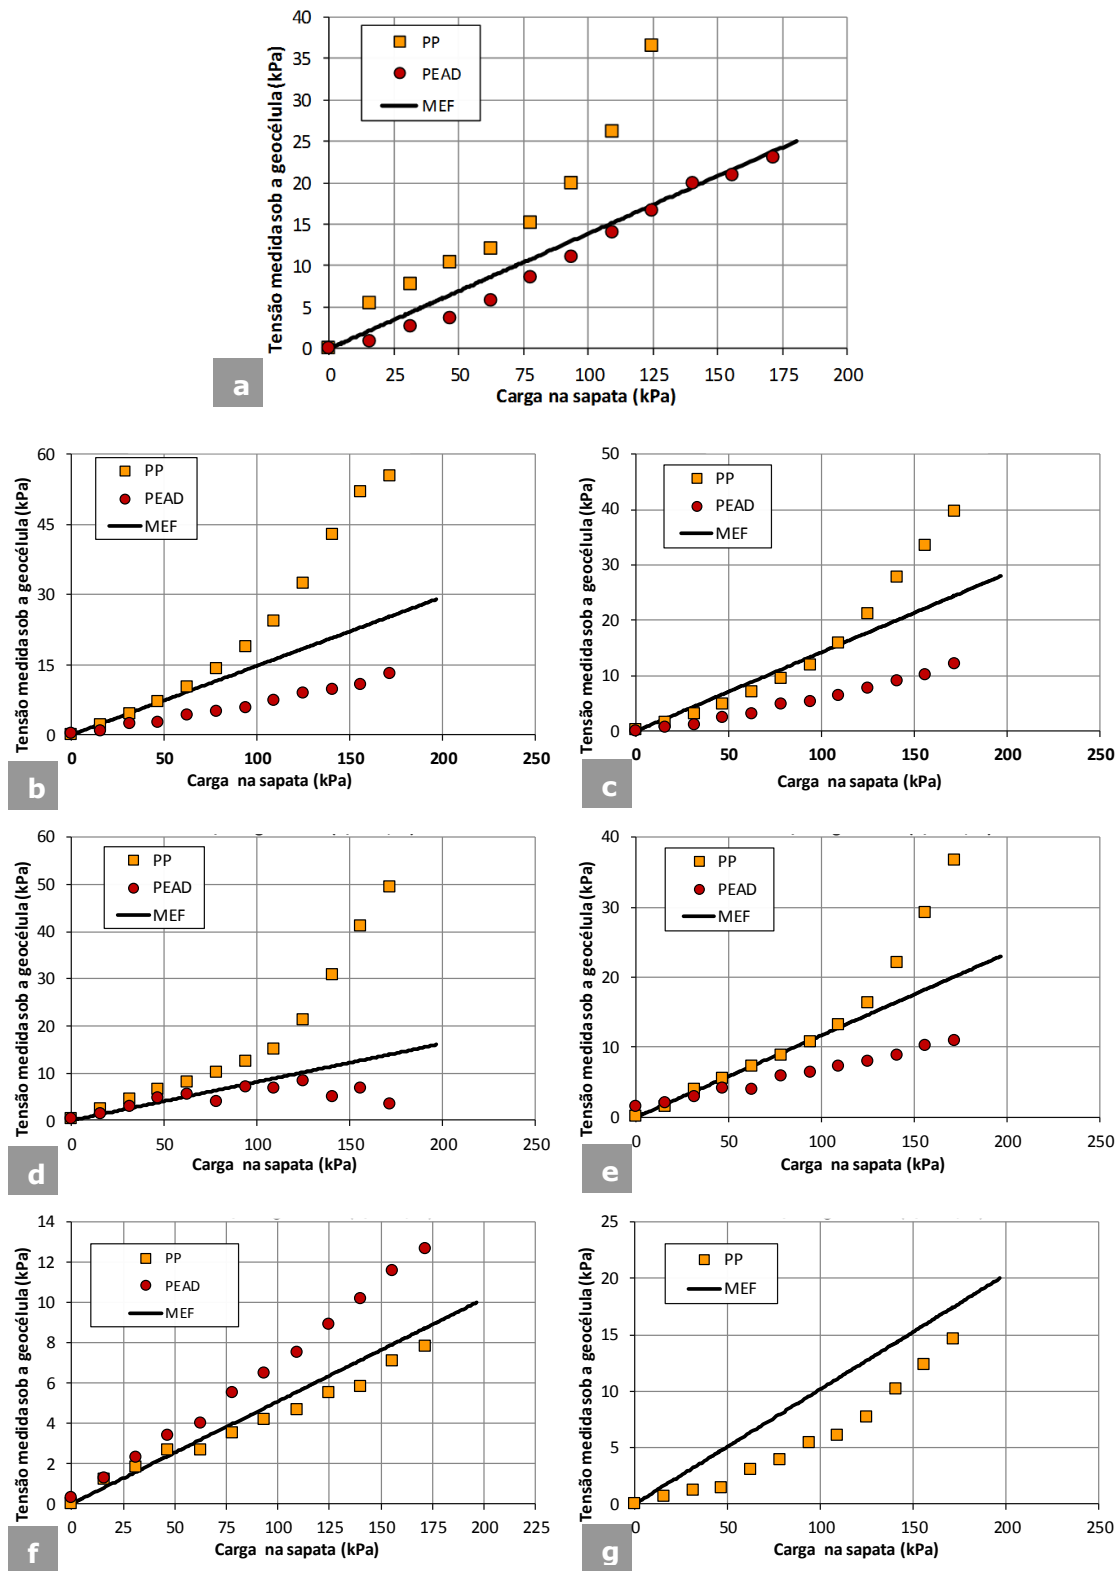 40
35
30
25
20
15
10
5
0
Tensão medida sob a geocélula (kPa)
PP
PEAD
MEF
0 25 50 75 100 125 150 175 200
Carga na sapata (kPa)
a
60
45
30
15
0
Tensão medida sob a geocélula (kPa)
PP
PEAD
MEF
0 50 100 150 200 250
Carga na sapata (kPa)
b
50
40
30
20
10
0
Tensão medida sob a geocélula (kPa)
PP
PEAD
MEF
0 50 100 150 200 250
Carga na sapata (kPa)
c
60
50
40
30
20
10
0
Tensão medida sob a geocélula (kPa)
PP
PEAD
MEF
0 50 100 150 200 250
Carga na sapata (kPa)
d
40
30
20
10
0
Tensão medida sob a geocélula (kPa)
PP
PEAD
MEF
0 50 100 150 200 250
Carga na sapata (kPa)
e
14
12
10
8
6
4
2
0
Tensão medida sob a geocélula (kPa)
PP
PEAD
MEF
0 25 50 75 100 125 150 175 200 225
Carga na sapata (kPa)
f
25
20
15
10
5
0
Tensão medida sob a geocélula (kPa)
PP
MEF
0 50 100 150 200 250
Carga na sapata (kPa)
g